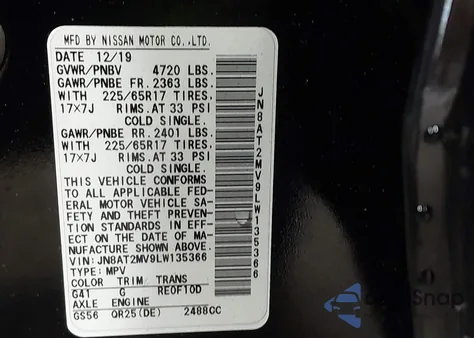 MFD BY NISSAN MOTOR CO.,LTD.
DATE 12/19
GVWR/PNBV 4720 LBS.
GAWR/PNBE FR. 2363 LBS.
WITH 225/65R17 TIRES.
17×7J RIMS.AT 33 PSI
COLD SINGLE.
GAWR/PNBE RR. 2401 LBS.
WITH 225/65R17 TIRES.
17×7J RIMS.AT 33 PSI
COLD SINGLE.
THIS VEHICLE CONFORMS
TO ALL APPLICABLE FED-
ERAL MOTOR VEHICLE SA-
FETY AND THEFT PREVEN-
TION STANDARDS IN EFF-
ECT ON THE DATE OF MA-
NUFACTURE SHOWN ABOVE.
VIN:JN8AT2MV9LW135366
TYPE: MPV
COLOR TRIM TRANS
G41 G RE0F10D
AXLE ENGINE
GS56 QR25(DE) 2488CC
JN8AT2MV9LW135366